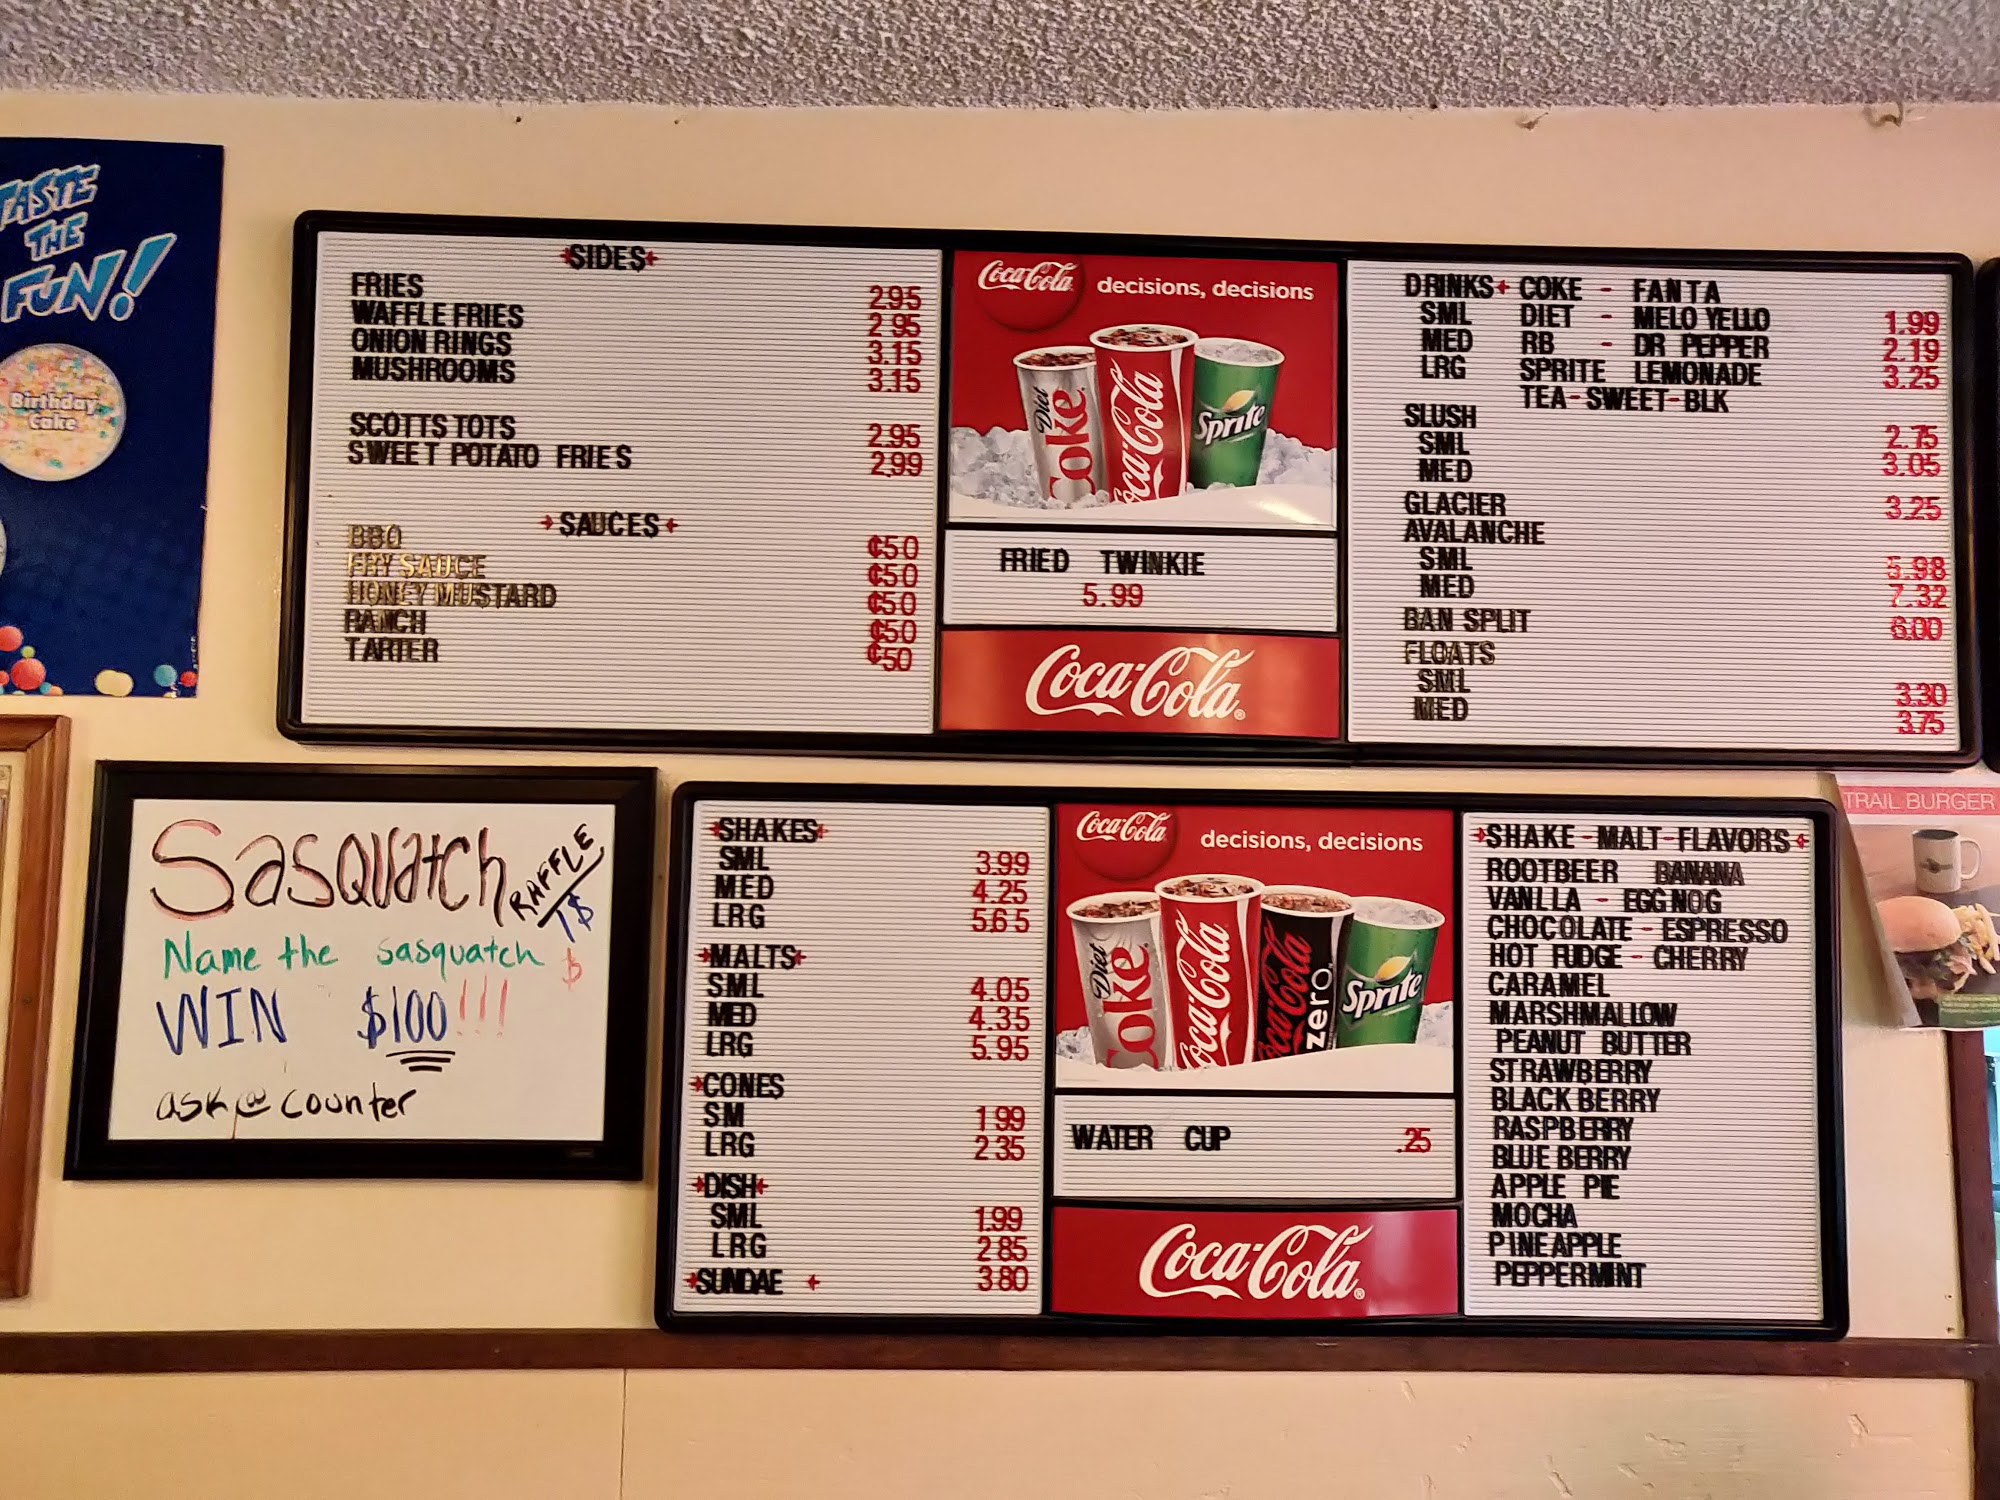 TASTE
THE
FUN!
Birthday
Cake
SIDES
FRIES 2.95
WAFFLE FRIES 2 95
ONION RINGS 3.15
MUSHROOMS 3.15
SCOTTS TOTS 2.95
SWEET POTATO FRIES 2.99
SAUCES
BBQ ¢50
FRY SAUCE ¢50
HONEY MUSTARD ¢50
RANCH ¢50
TARTER ¢50
Coca-Cola decisions, decisions
Diet Coke Coca-Cola Sprite
FRIED TWINKIE
5.99
Coca-Cola
DRINKS COKE - FANTA
SML DIET - MELO YELLO 1.99
MED RB - DR PEPPER 2.19
LRG SPRITE LEMONADE 3.25
TEA-SWEET-BLK
SLUSH
SML 2.75
MED 3.05
GLACIER 3.25
AVALANCHE
SML 5.98
MED 7.32
BAN SPLIT 6.00
FLOATS
SML 3.30
MED 3.75
Sasquatch RAFFLE
1$
Name the sasquatch $
WIN $100!!!
ask @ counter
SHAKES
SML 3.99
MED 4.25
LRG 5.65
MALTS
SML 4.05
MED 4.35
LRG 5.95
CONES
SM 1 99
LRG 2 35
DISH
SML 1.99
LRG 2 85
SUNDAE 3.80
Coca-Cola decisions, decisions
Diet Coke Coca-Cola Coca-Cola zero Sprite
WATER CUP .25
Coca-Cola
SHAKE-MALT-FLAVORS
ROOTBEER BANANA
VANLLA - EGG NOG
CHOCOLATE - ESPRESSO
HOT FUDGE - CHERRY
CARAMEL
MARSHMALLOW
PEANUT BUTTER
STRAWBERRY
BLACK BERRY
RASPBERRY
BLUE BERRY
APPLE PIE
MOCHA
PINEAPPLE
PEPPERMINT
TRAIL BURGER